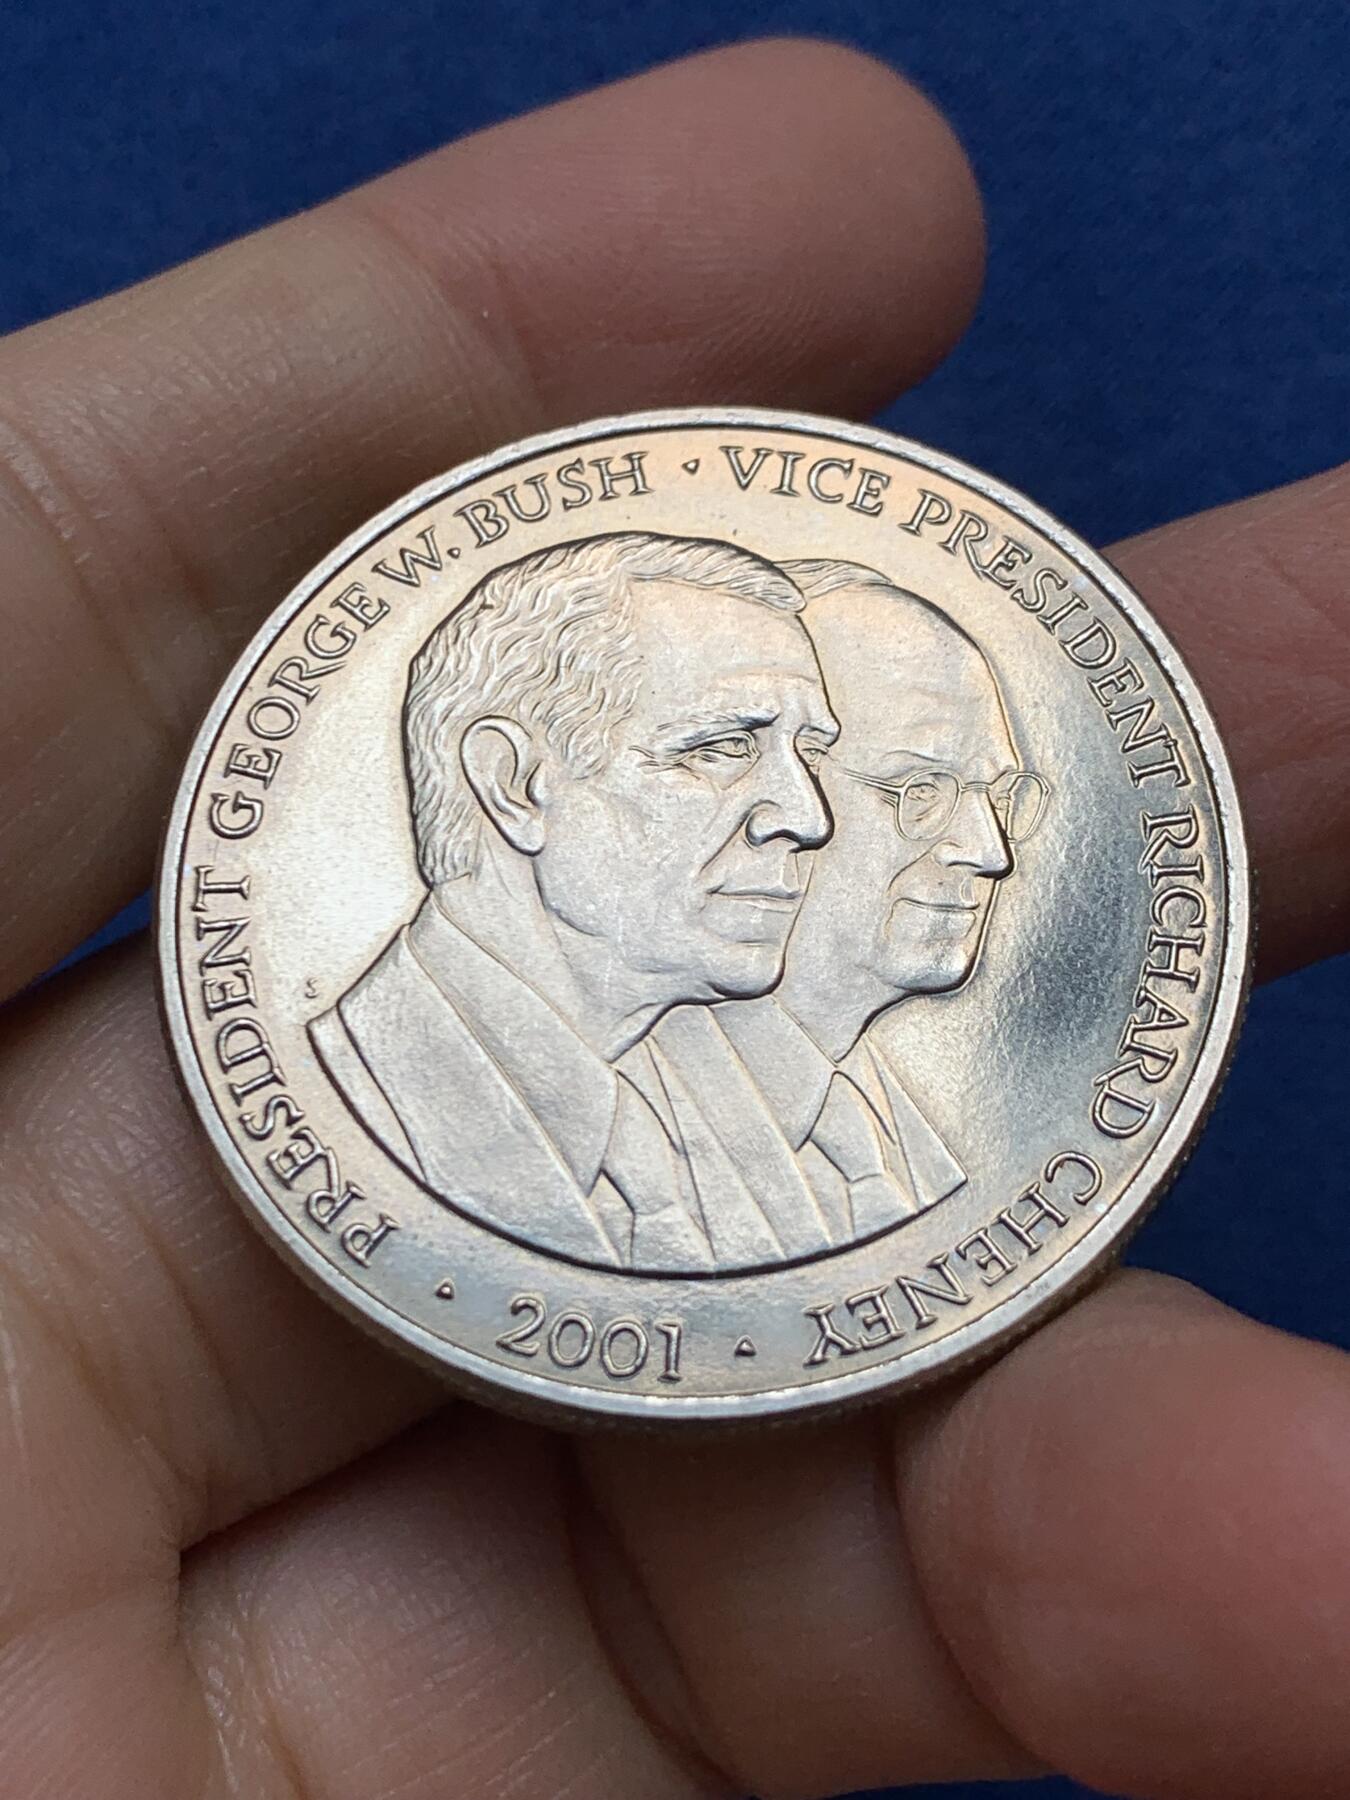 PRESIDENT GEORGE W. BUSH · VICE PRESIDENT RICHARD CHENEY
· 2001 ·
S